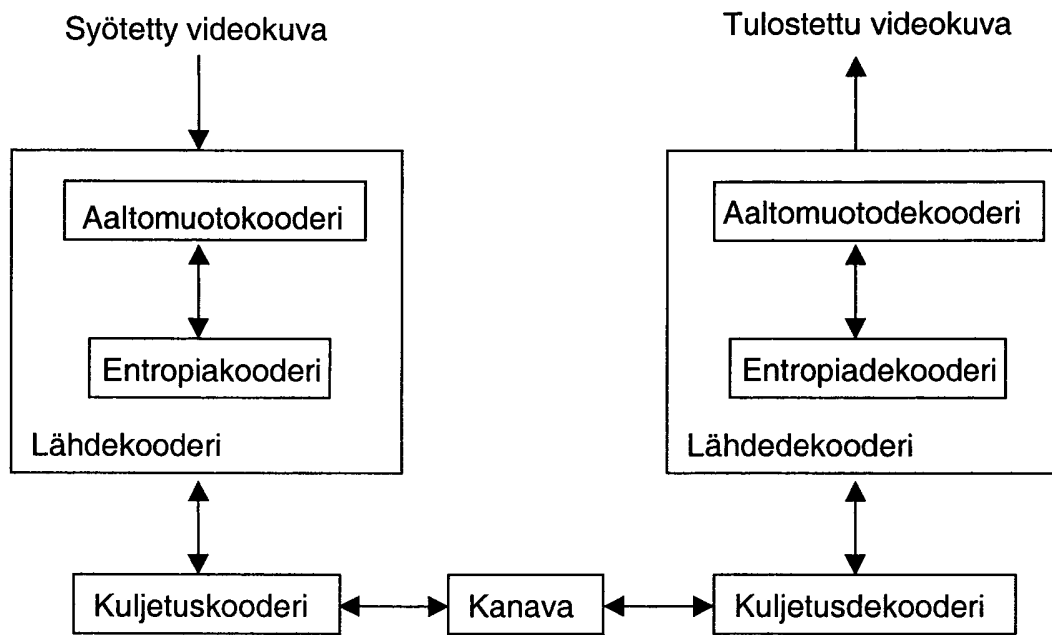 Syötetty videokuva
Tulostettu videokuva
Aaltomuotokooderi
Aaltomuotodekooderi
Entropiakooderi
Entropiadekooderi
Lähdekooderi
Lähdedekooderi
Kuljetuskooderi
Kanava
Kuljetusdekooderi